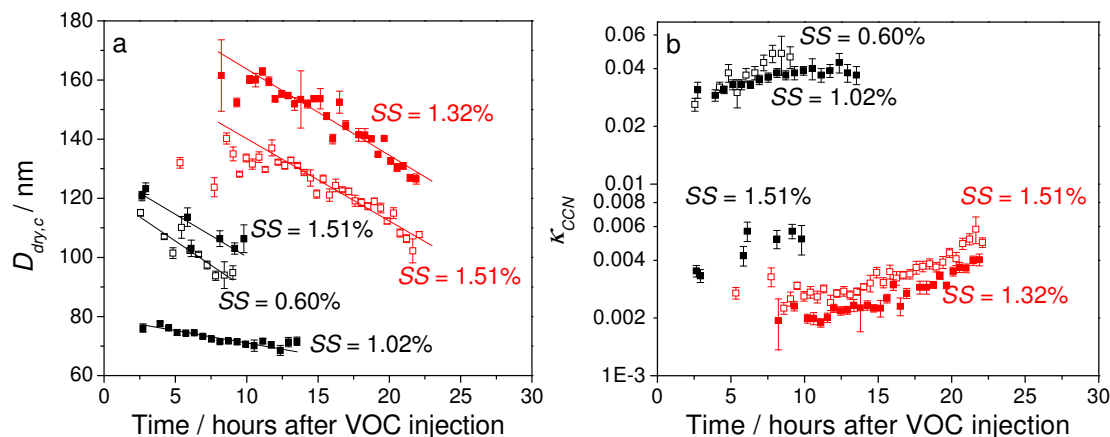 a
180
160
140
120
100
80
60
D_dry,c / nm
SS = 1.32%
SS = 1.51%
SS = 1.51%
SS = 0.60%
SS = 1.02%
0 5 10 15 20 25 30
Time / hours after VOC injection
b
0.06
0.04
0.02
0.01
0.008
0.006
0.004
0.002
1E-3
κ_CCN
SS = 0.60%
SS = 1.02%
SS = 1.51%
SS = 1.51%
SS = 1.32%
0 5 10 15 20 25 30
Time / hours after VOC injection